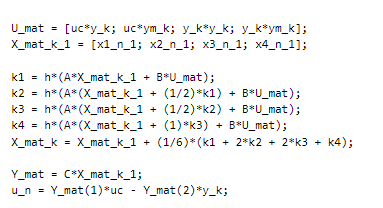 U_mat = [uc*y_k; uc*ym_k; y_k*y_k; y_k*ym_k];
X_mat_k_1 = [x1_n_1; x2_n_1; x3_n_1; x4_n_1];
k1 = h*(A*X_mat_k_1 + B*U_mat);
k2 = h*(A*(X_mat_k_1 + (1/2)*k1) + B*U_mat);
k3 = h*(A*(X_mat_k_1 + (1/2)*k2) + B*U_mat);
k4 = h*(A*(X_mat_k_1 + (1)*k3) + B*U_mat);
X_mat_k = X_mat_k_1 + (1/6)*(k1 + 2*k2 + 2*k3 + k4);
Y_mat = C*X_mat_k_1;
u_n = Y_mat(1)*uc - Y_mat(2)*y_k;